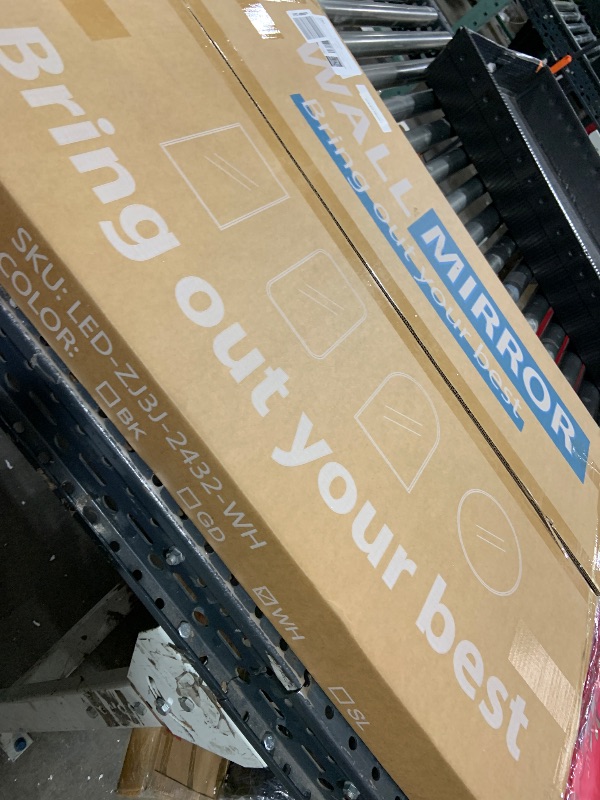 WALL MIRROR
Bring out your best
Bring out your best
SKU: LED-ZJ3J-2432-WH
COLOR: ☐BK ☐GD ☑WH ☐SL